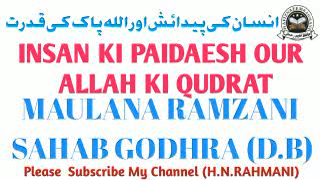 انسان کی پیدائش اور اللہ پاک کی قدرت
INSAN KI PAIDAESH OUR
ALLAH KI QUDRAT
MAULANA RAMZANI
SAHAB GODHRA (D.B)
Please Subscribe My Channel (H.N.RAHMANI)